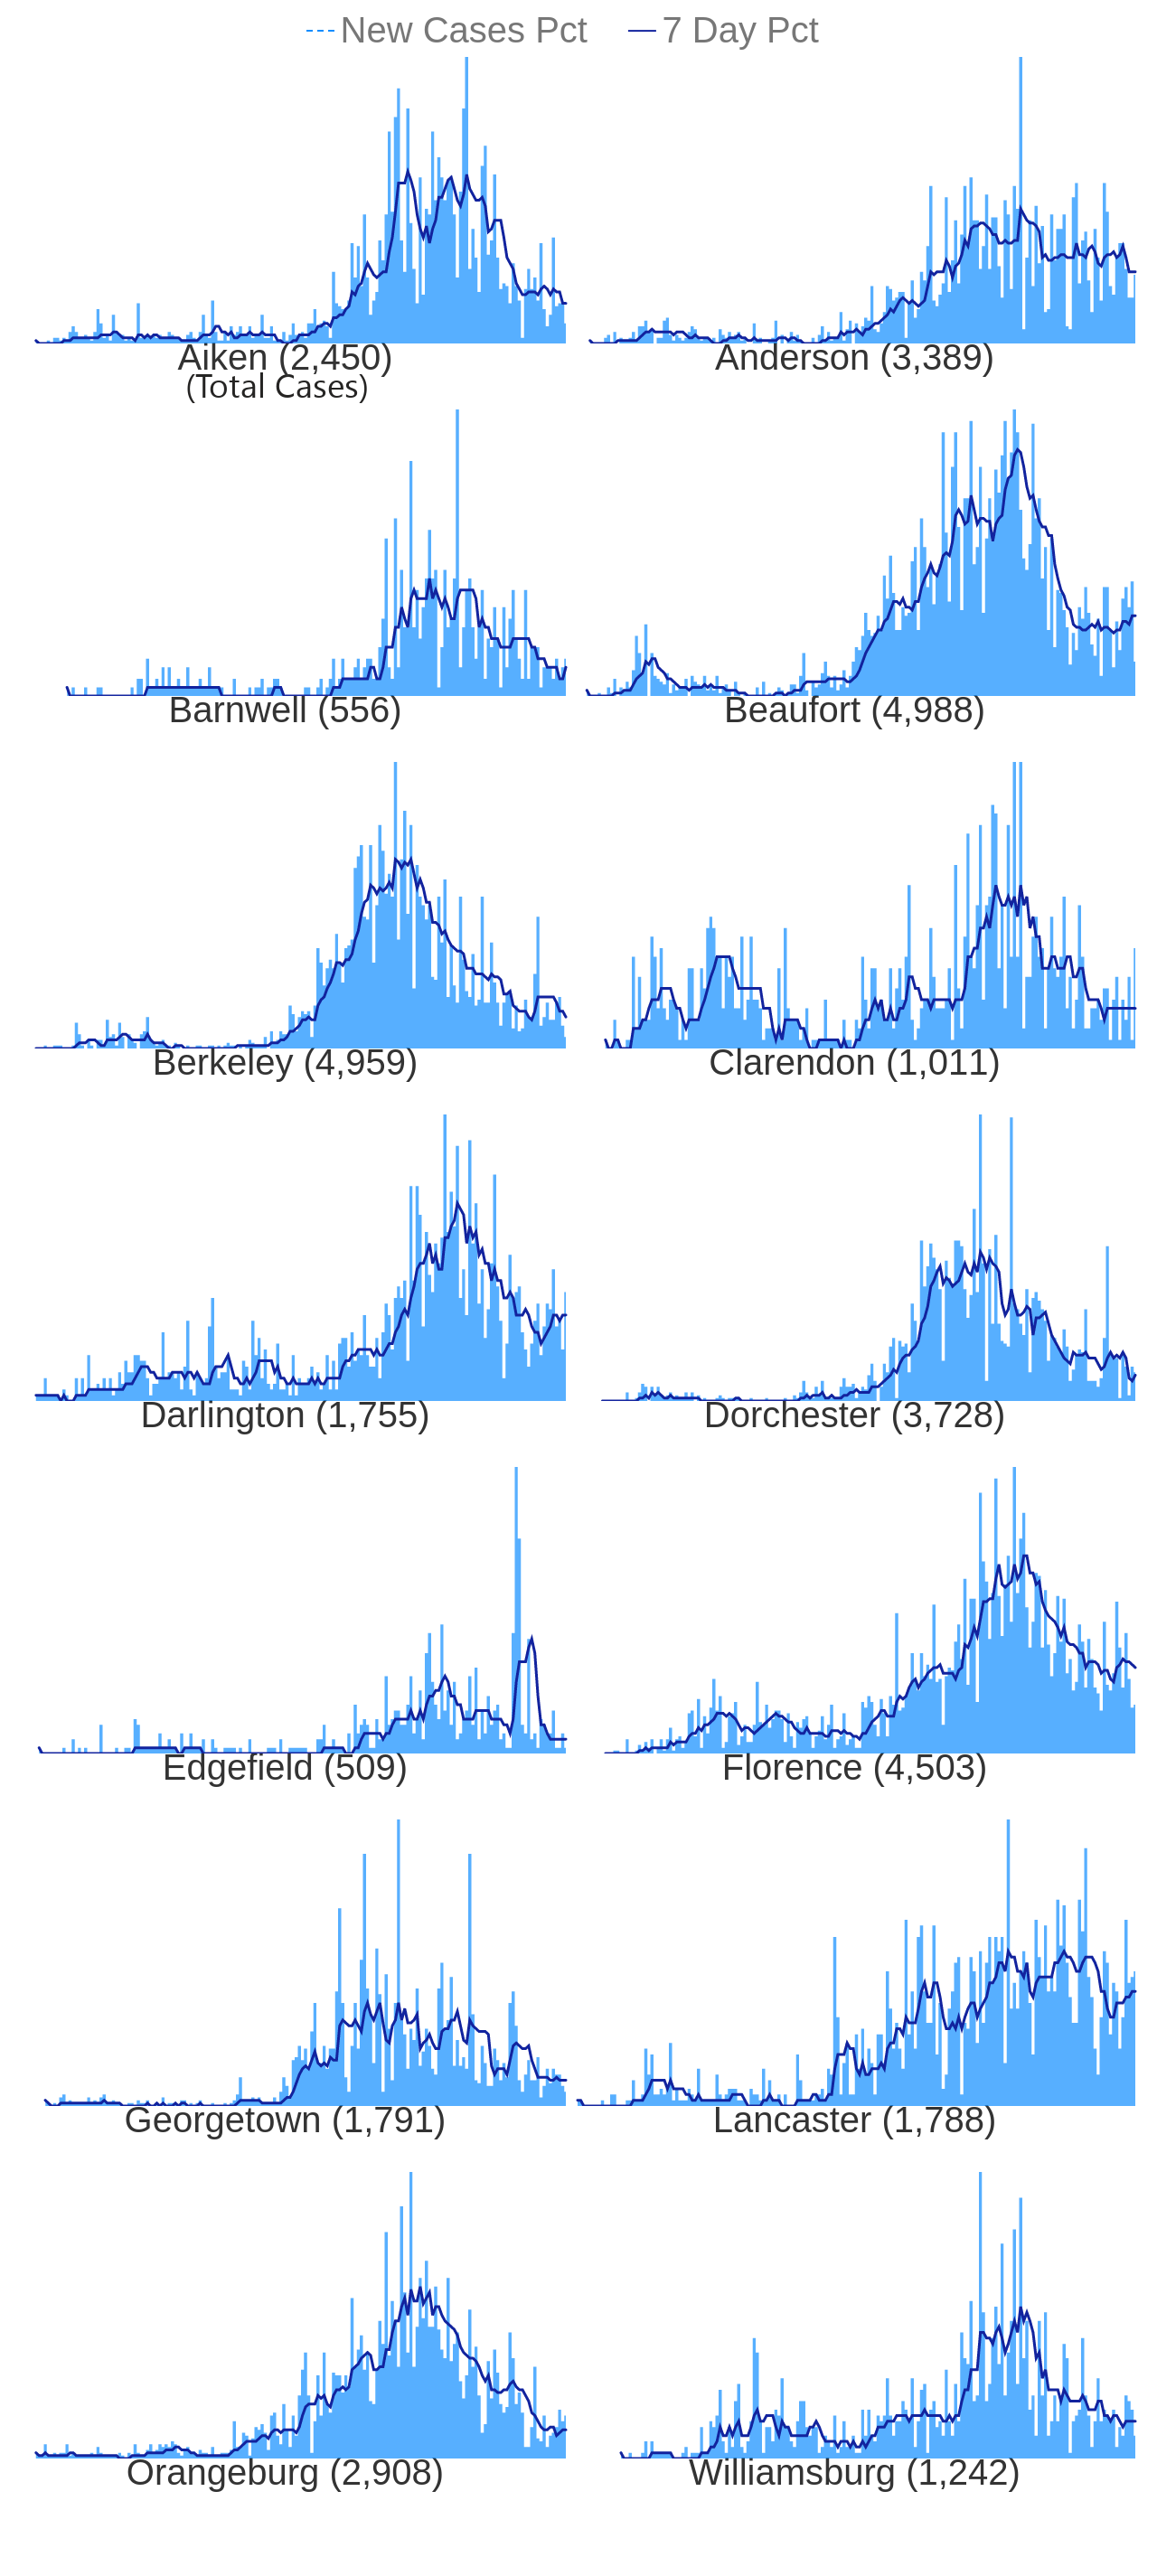 New Cases Pct 7 Day Pct
Aiken (2,450) Anderson (3,389)
(Total Cases)
Barnwell (556) Beaufort (4,988)
Berkeley (4,959) Clarendon (1,011)
Darlington (1,755) Dorchester (3,728)
Edgefield (509) Florence (4,503)
Georgetown (1,791) Lancaster (1,788)
Orangeburg (2,908) Williamsburg (1,242)